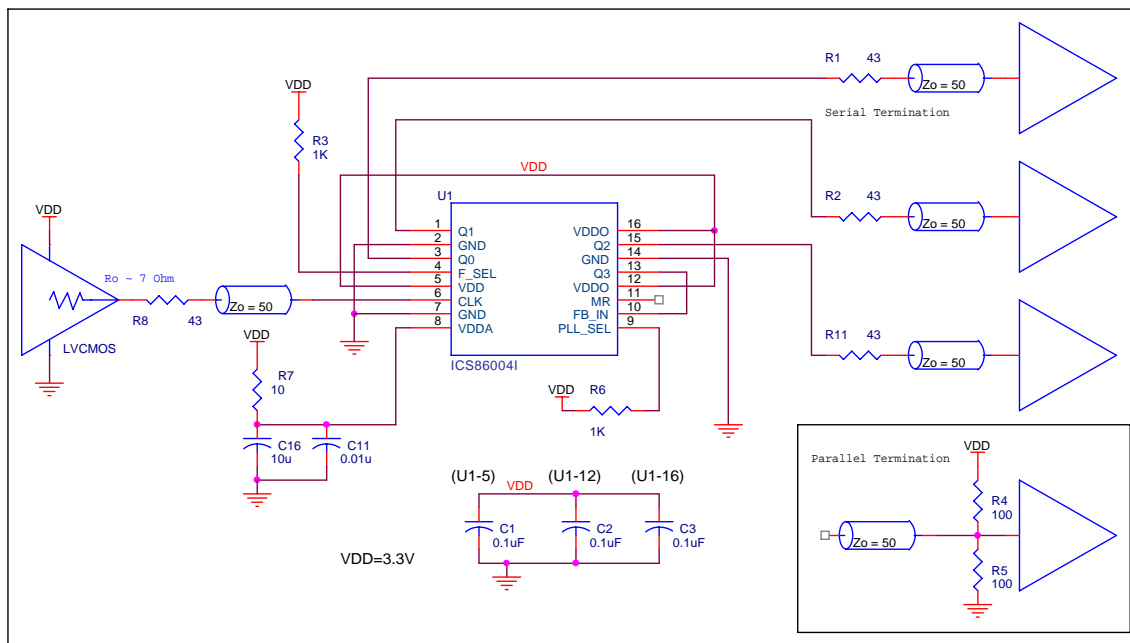 R1 43
Zo = 50
Serial Termination
VDD
R3
1K
VDD
R2 43
Zo = 50
U1
VDD
1 Q1
2 GND
3 Q0
4 F_SEL
5 VDD
6 CLK
7 GND
8 VDDA
16 VDDO
15 Q2
14 GND
13 Q3
12 VDDO
11 MR
10 FB_IN
9 PLL_SEL
ICS86004I
Ro ~ 7 Ohm
R8 43
Zo = 50
LVCMOS
R11 43
Zo = 50
VDD
R7
10
C16
10u
C11
0.01u
VDD
R6
1K
(U1-5) (U1-12) (U1-16)
VDD
C1
0.1uF
C2
0.1uF
C3
0.1uF
VDD=3.3V
Parallel Termination
VDD
R4
100
Zo = 50
R5
100